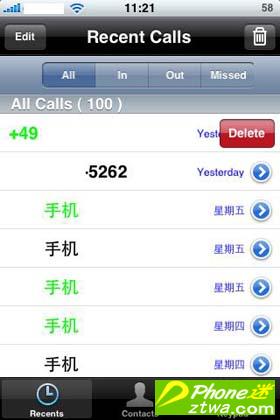 11:21 58
Edit Recent Calls
All In Out Missed
All Calls ( 100 )
+49 Delete
-5262 Yesterday
手机 星期五
手机 星期五
手机 星期五
手机 星期四
手机 星期四
Recents Contacts
Phone迷
ztwa.com